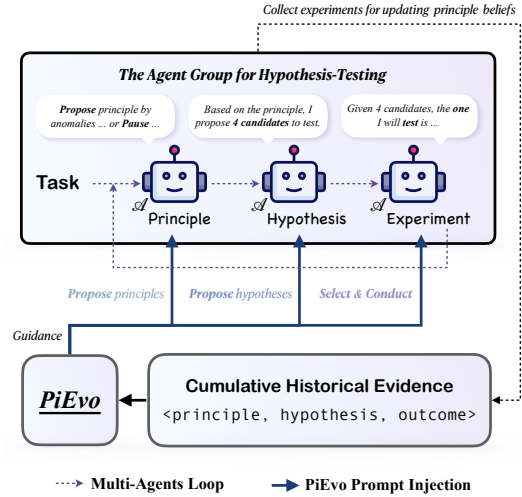 Collect experiments for updating principle beliefs
The Agent Group for Hypothesis-Testing
Propose principle by
anomalies ... or Pause ...
Based on the principle, I
propose 4 candidates to test.
Given 4 candidates, the one
I will test is ...
Task
𝒜 Principle
𝒜 Hypothesis
𝒜 Experiment
Propose principles
Propose hypotheses
Select & Conduct
Guidance
PiEvo
Cumulative Historical Evidence
<principle, hypothesis, outcome>
Multi-Agents Loop
PiEvo Prompt Injection